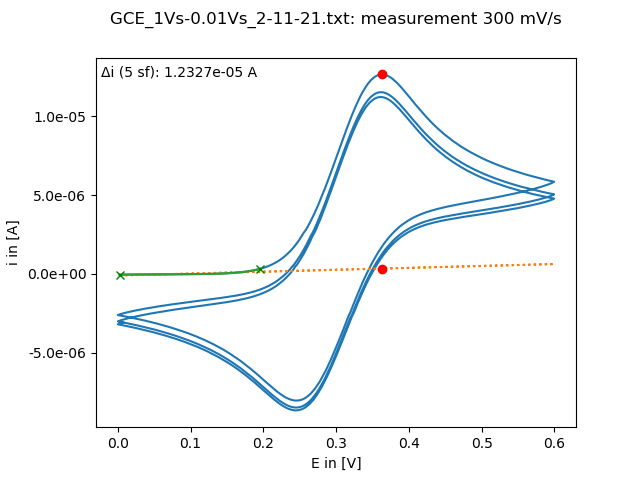 GCE_1Vs-0.01Vs_2-11-21.txt: measurement 300 mV/s
Δi (5 sf): 1.2327e-05 A
1.0e-05
5.0e-06
0.0e+00
-5.0e-06
i in [A]
0.0 0.1 0.2 0.3 0.4 0.5 0.6
E in [V]